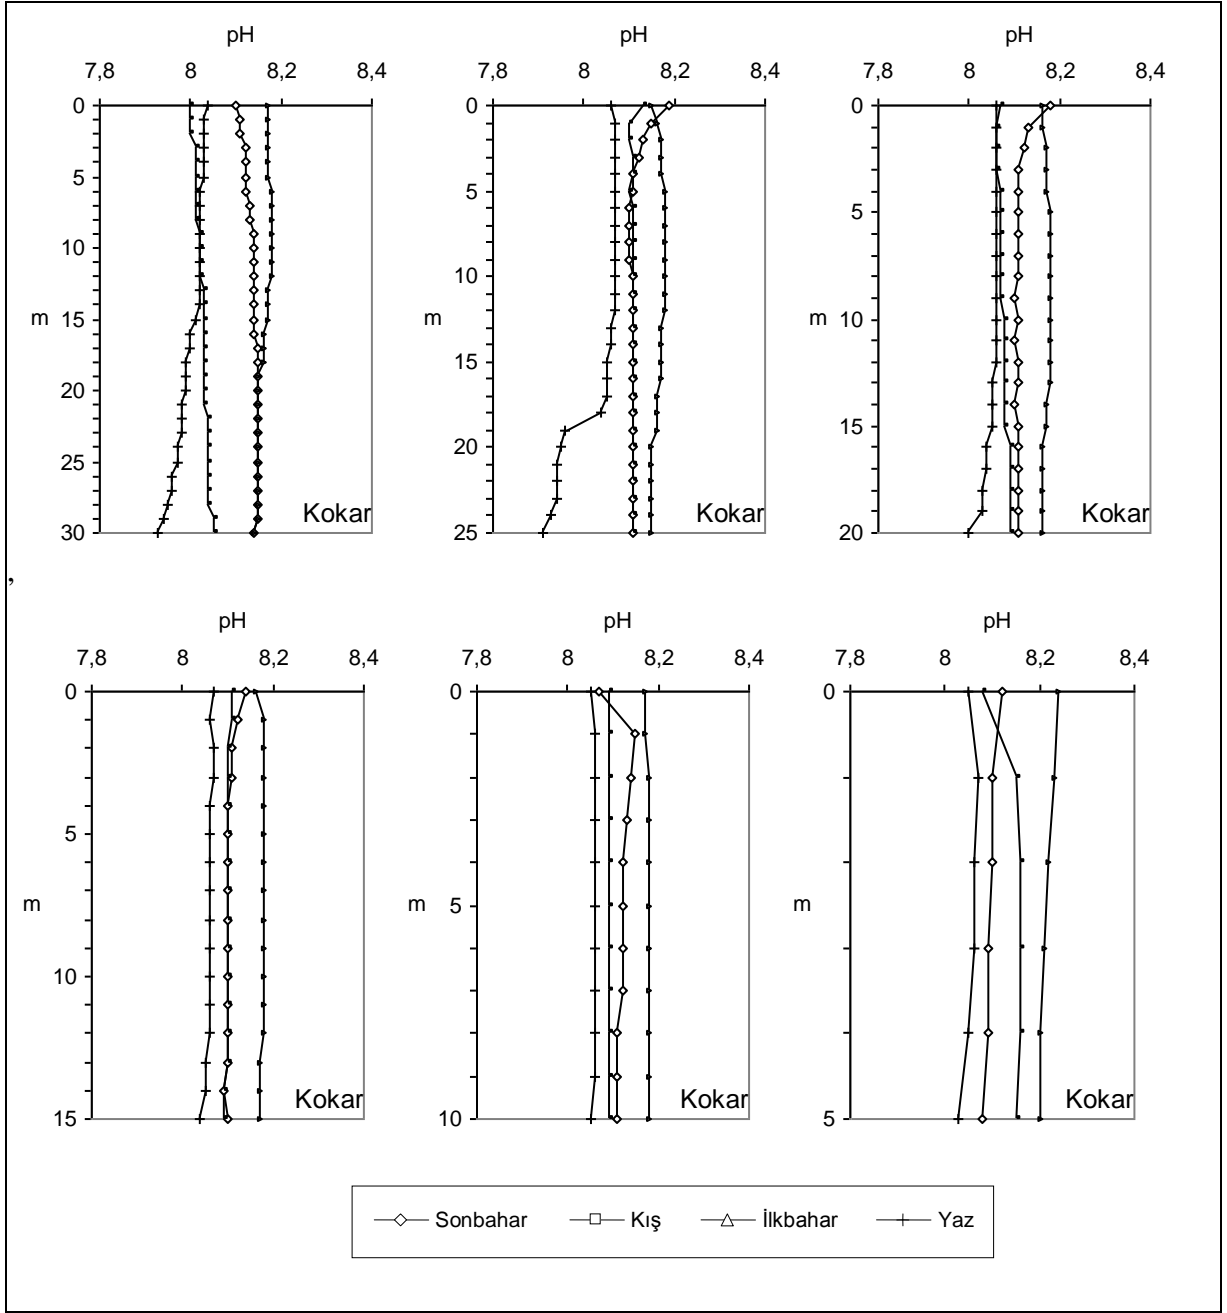 pH pH pH
7,8 8 8,2 8,4 7,8 8 8,2 8,4 7,8 8 8,2 8,4
0 0 0
5 5
5
10 10
m 15 m m 10
15
20
20 15
25
Kokar Kokar Kokar
30 25 20
,
pH pH pH
7,8 8 8,2 8,4 7,8 8 8,2 8,4 7,8 8 8,2 8,4
0 0 0
5
m m 5 m
10
Kokar Kokar Kokar
15 10 5
Sonbahar Kış İlkbahar Yaz